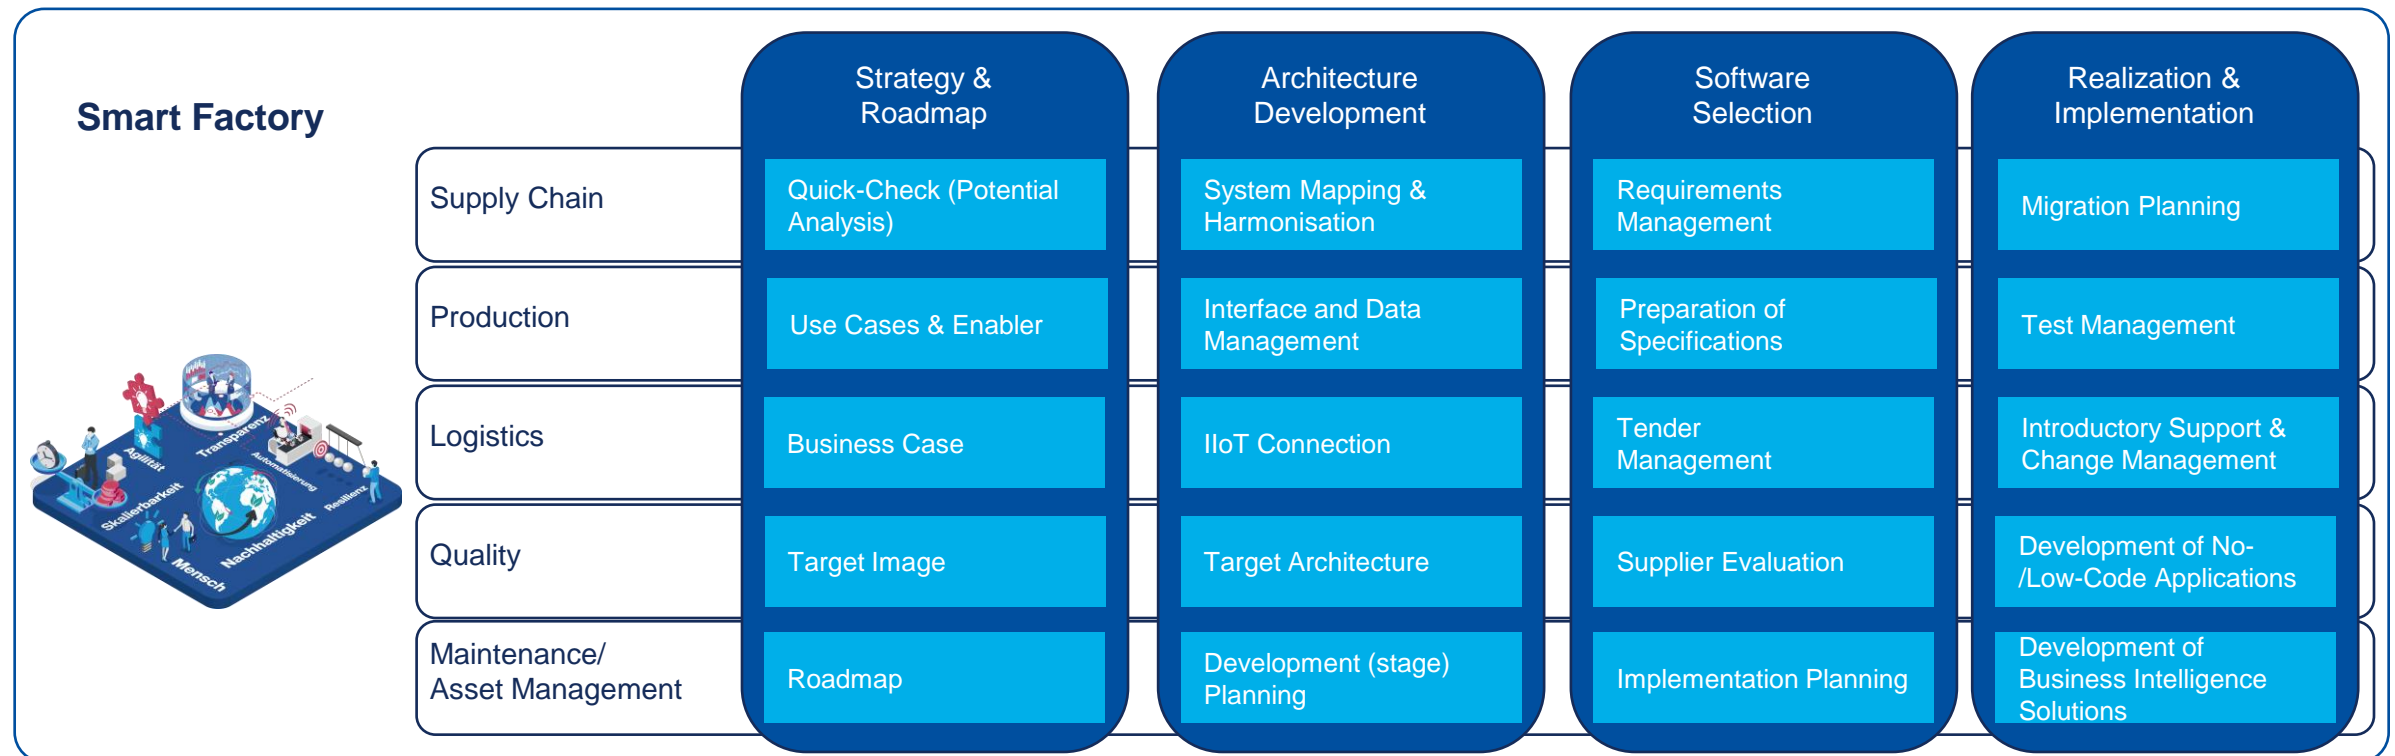 Smart Factory
Strategy &
Roadmap
Architecture
Development
Software
Selection
Realization &
Implementation
Supply Chain
Quick-Check (Potential
Analysis)
System Mapping &
Harmonisation
Requirements
Management
Migration Planning
Production
Use Cases & Enabler
Interface and Data
Management
Preparation of
Specifications
Test Management
Logistics
Business Case
IIoT Connection
Tender
Management
Introductory Support &
Change Management
Quality
Target Image
Target Architecture
Supplier Evaluation
Development of No-
/Low-Code Applications
Maintenance/
Asset Management
Roadmap
Development (stage)
Planning
Implementation Planning
Development of
Business Intelligence
Solutions
Transparenz
Agilität
Automatisierung
Skalierbarkeit
Resilienz
Nachhaltigkeit
Mensch